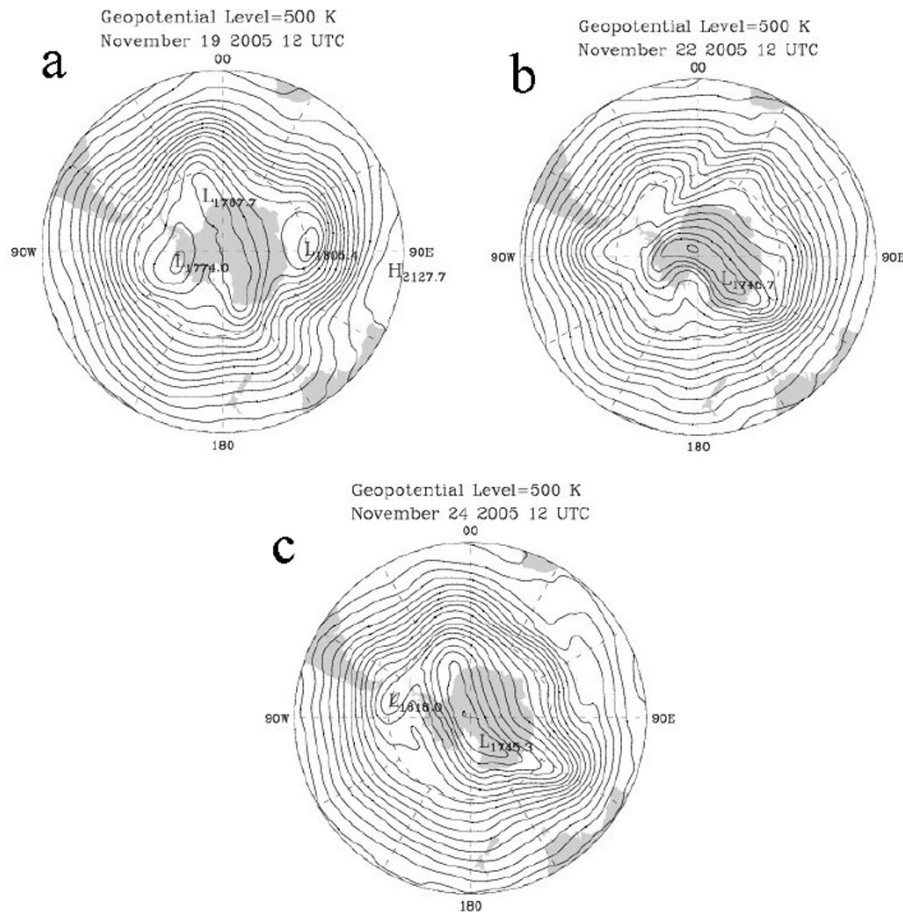 Geopotential Level=500 K
November 19 2005 12 UTC
a
00
L1767.7
90W
L1774.0
L1805.4
90E
H2127.7
180
Geopotential Level=500 K
November 22 2005 12 UTC
b
00
90W
90E
L1746.7
180
Geopotential Level=500 K
November 24 2005 12 UTC
c
00
90W
L1818.0
90E
L1745.3
180